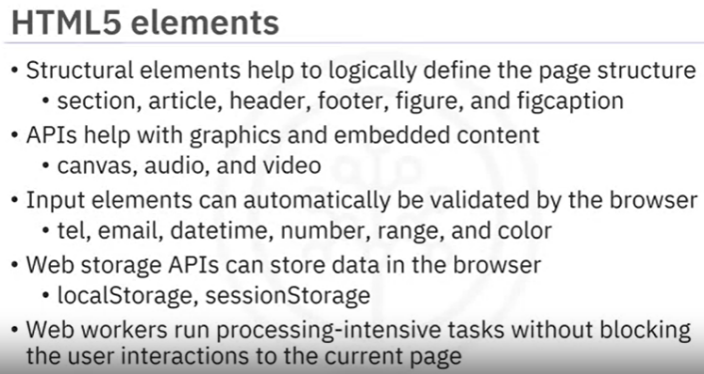 HTML5 elements
• Structural elements help to logically define the page structure
• section, article, header, footer, figure, and figcaption
• APIs help with graphics and embedded content
• canvas, audio, and video
• Input elements can automatically be validated by the browser
• tel, email, datetime, number, range, and color
• Web storage APIs can store data in the browser
• localStorage, sessionStorage
• Web workers run processing-intensive tasks without blocking
the user interactions to the current page